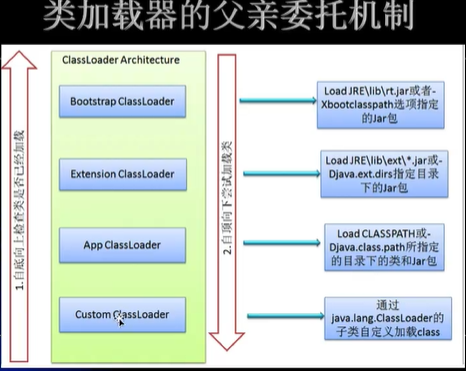 类加载器的父亲委托机制
ClassLoader Architecture
1.自底向上检查类是否已经加载
Bootstrap ClassLoader
Extension ClassLoader
App ClassLoader
Custom ClassLoader
2.自顶向下尝试加载类
Load JRE\lib\rt.jar或者-
Xbootclasspath选项指定
的Jar包
Load JRE\lib\ext\*.jar或-
Djava.ext.dirs指定目录
下的Jar包
Load CLASSPATH或-
Djava.class.path所指
定的目录下的类和Jar包
通过
java.lang.ClassLoader的
子类自定义加载class